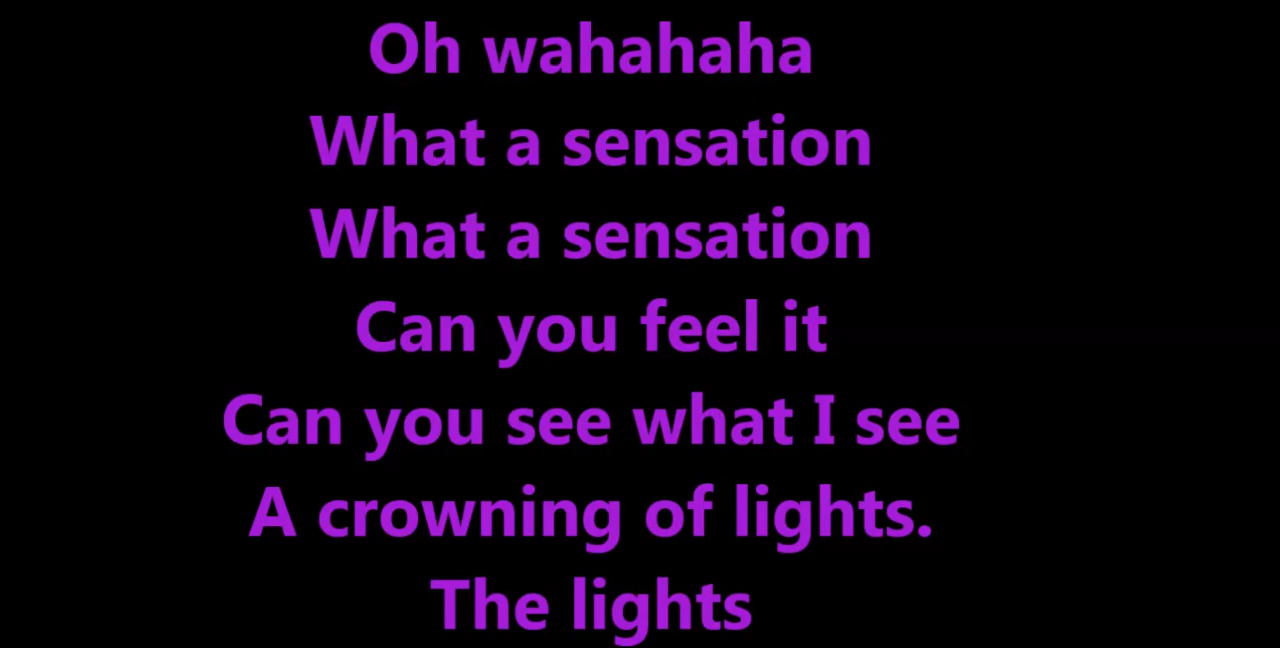 Oh wahahaha
What a sensation
What a sensation
Can you feel it
Can you see what I see
A crowning of lights.
The lights